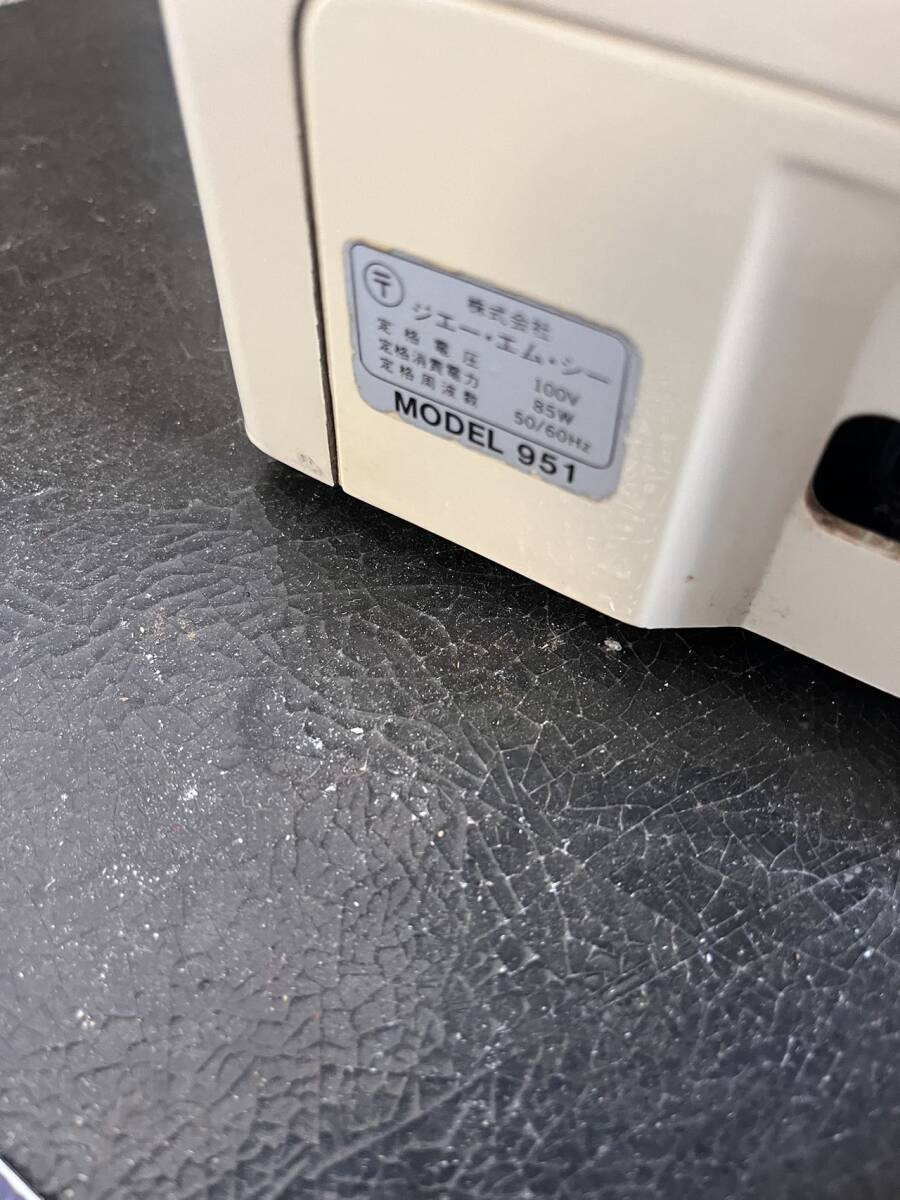 〒
株式会社
ジエー・エム・シー
定格電圧 100V
定格消費電力 85W
定格周波数 50/60Hz
MODEL 951